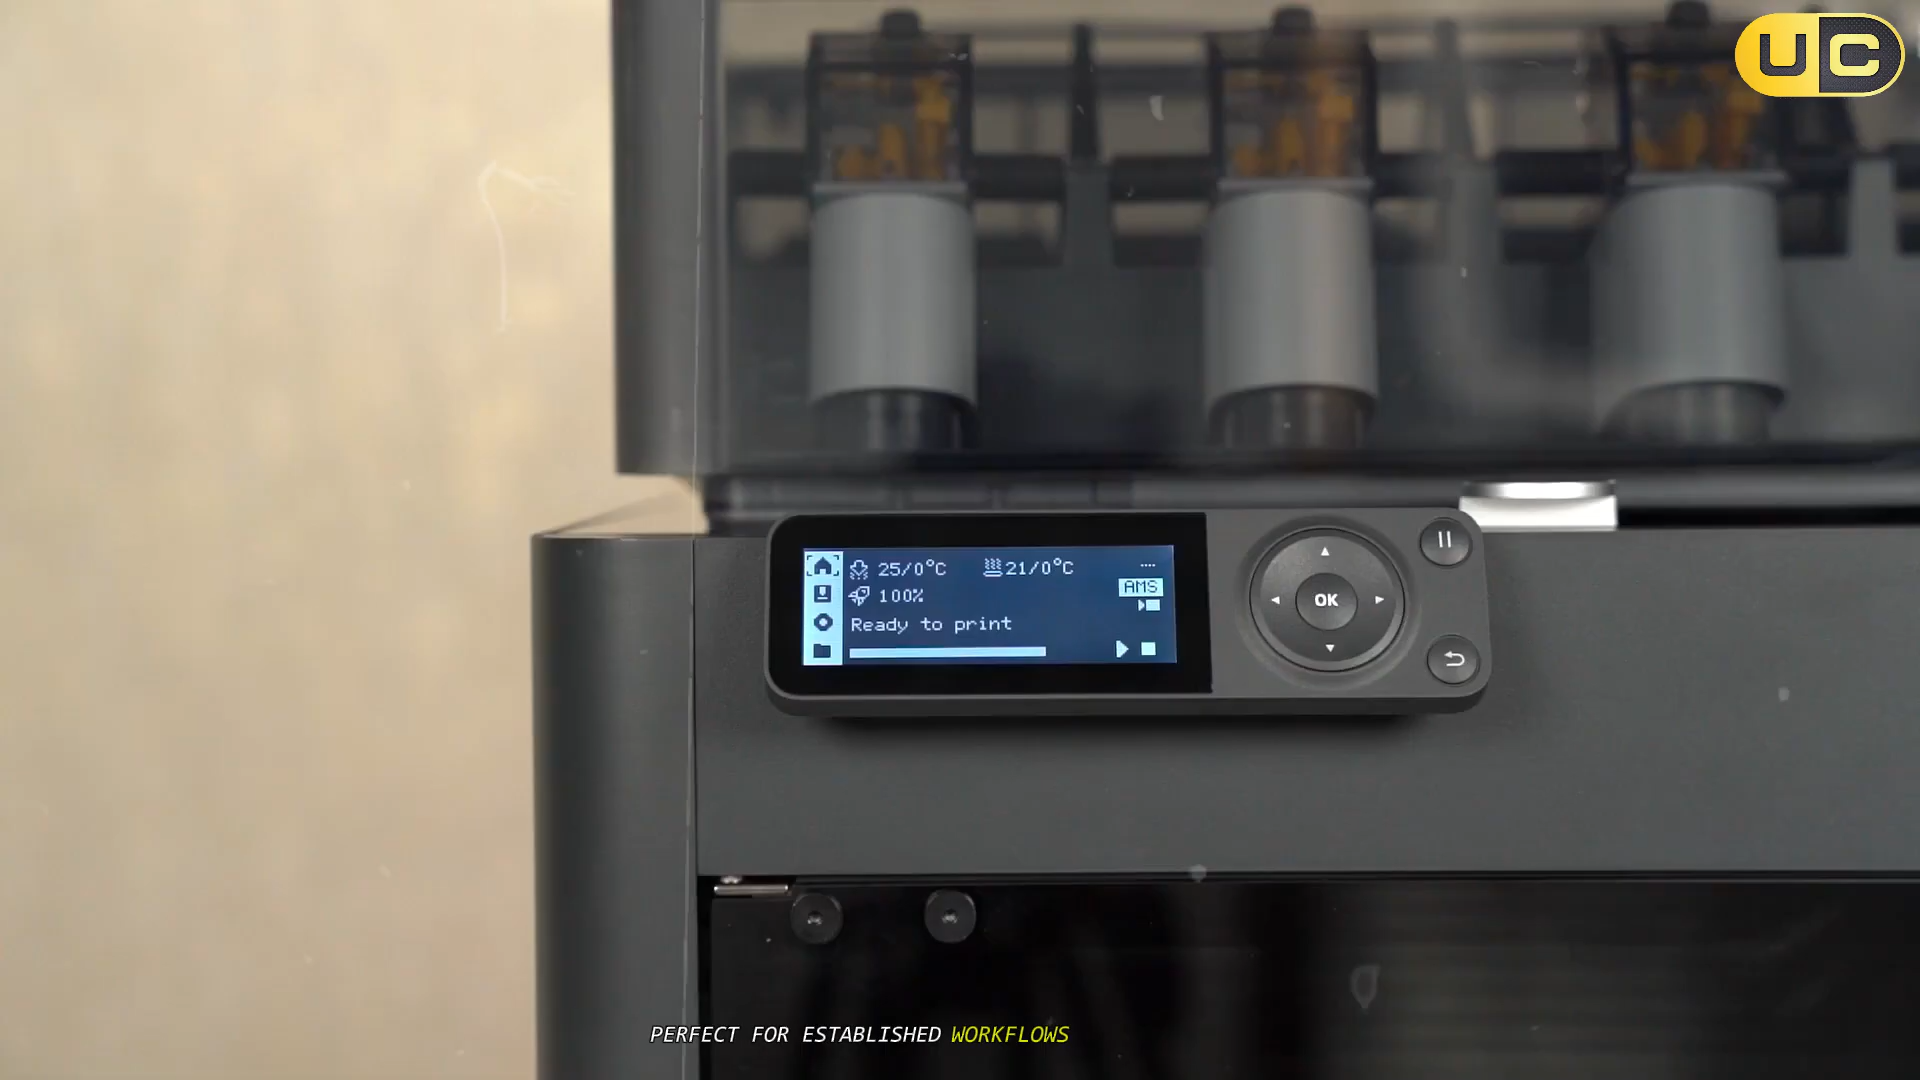 UC
25/0°C 21/0°C
AMS
100%
Ready to print
OK
PERFECT FOR ESTABLISHED WORKFLOWS